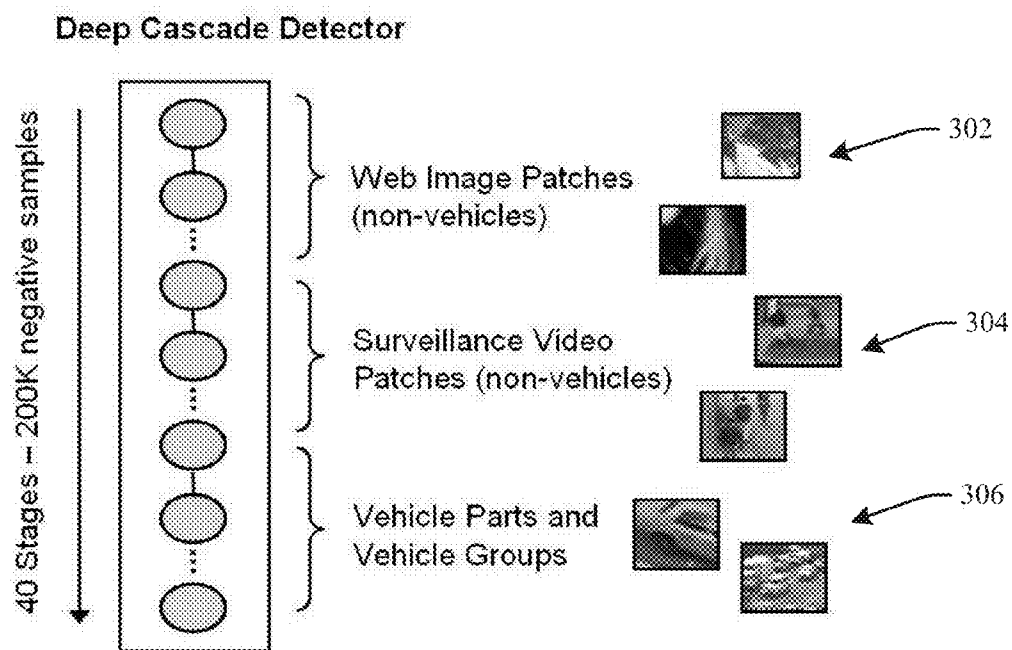 Deep Cascade Detector
40 Stages – 200K negative samples
Web Image Patches
(non-vehicles)
302
Surveillance Video
Patches (non-vehicles)
304
Vehicle Parts and
Vehicle Groups
306